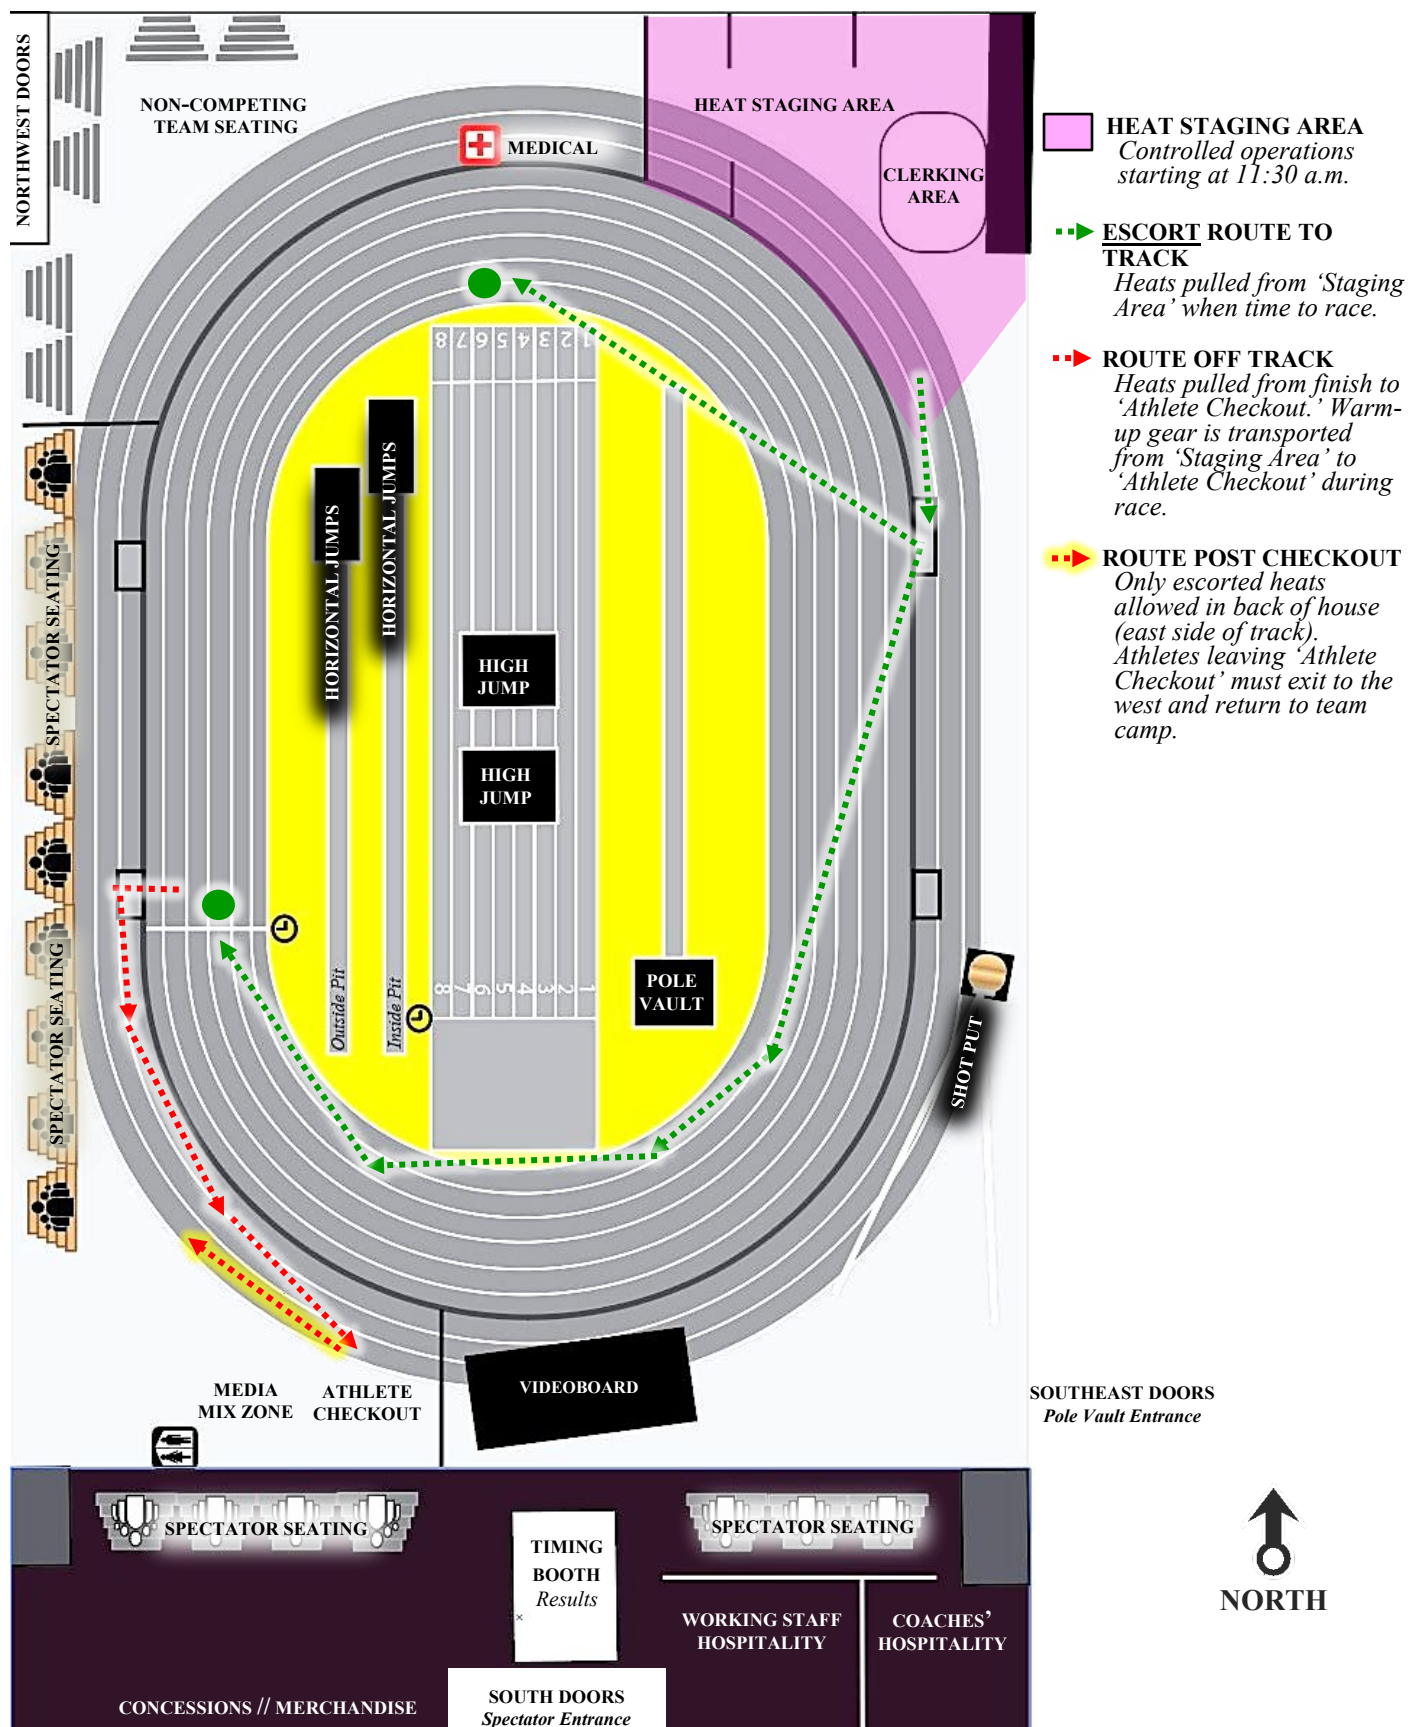 NORTHWEST DOORS
NON-COMPETING
TEAM SEATING
MEDICAL
HEAT STAGING AREA
CLERKING
AREA
HEAT STAGING AREA
Controlled operations
starting at 11:30 a.m.
ESCORT ROUTE TO
TRACK
Heats pulled from ‘Staging
Area’ when time to race.
ROUTE OFF TRACK
Heats pulled from finish to
‘Athlete Checkout.’ Warm-
up gear is transported
from ‘Staging Area’ to
‘Athlete Checkout’ during
race.
ROUTE POST CHECKOUT
Only escorted heats
allowed in back of house
(east side of track).
Athletes leaving ‘Athlete
Checkout’ must exit to the
west and return to team
camp.
8 7 6 5 4 3 2 1
HORIZONTAL JUMPS
HORIZONTAL JUMPS
SPECTATOR SEATING
HIGH
JUMP
HIGH
JUMP
SPECTATOR SEATING
Outside Pit
Inside Pit
8 7 6 5 4 3 2 1
POLE
VAULT
SHOT PUT
MEDIA
MIX ZONE
ATHLETE
CHECKOUT
VIDEOBOARD
SOUTHEAST DOORS
Pole Vault Entrance
SPECTATOR SEATING
TIMING
BOOTH
Results
SPECTATOR SEATING
WORKING STAFF
HOSPITALITY
COACHES’
HOSPITALITY
NORTH
CONCESSIONS // MERCHANDISE
SOUTH DOORS
Spectator Entrance